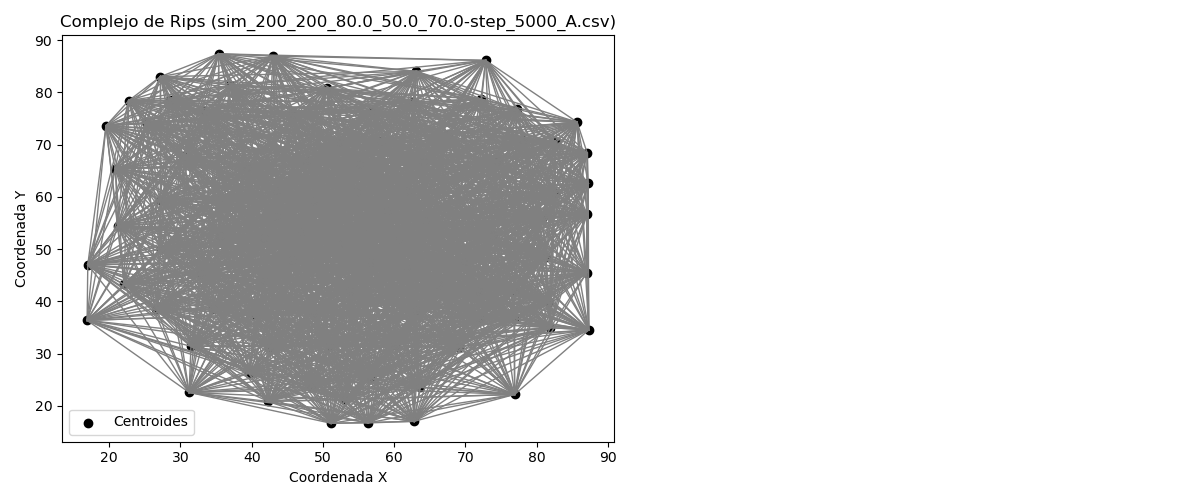 Complejo de Rips (sim_200_200_80.0_50.0_70.0-step_5000_A.csv)
90
80
70
60
50
40
30
20
Coordenada Y
Centroides
20 30 40 50 60 70 80 90
Coordenada X